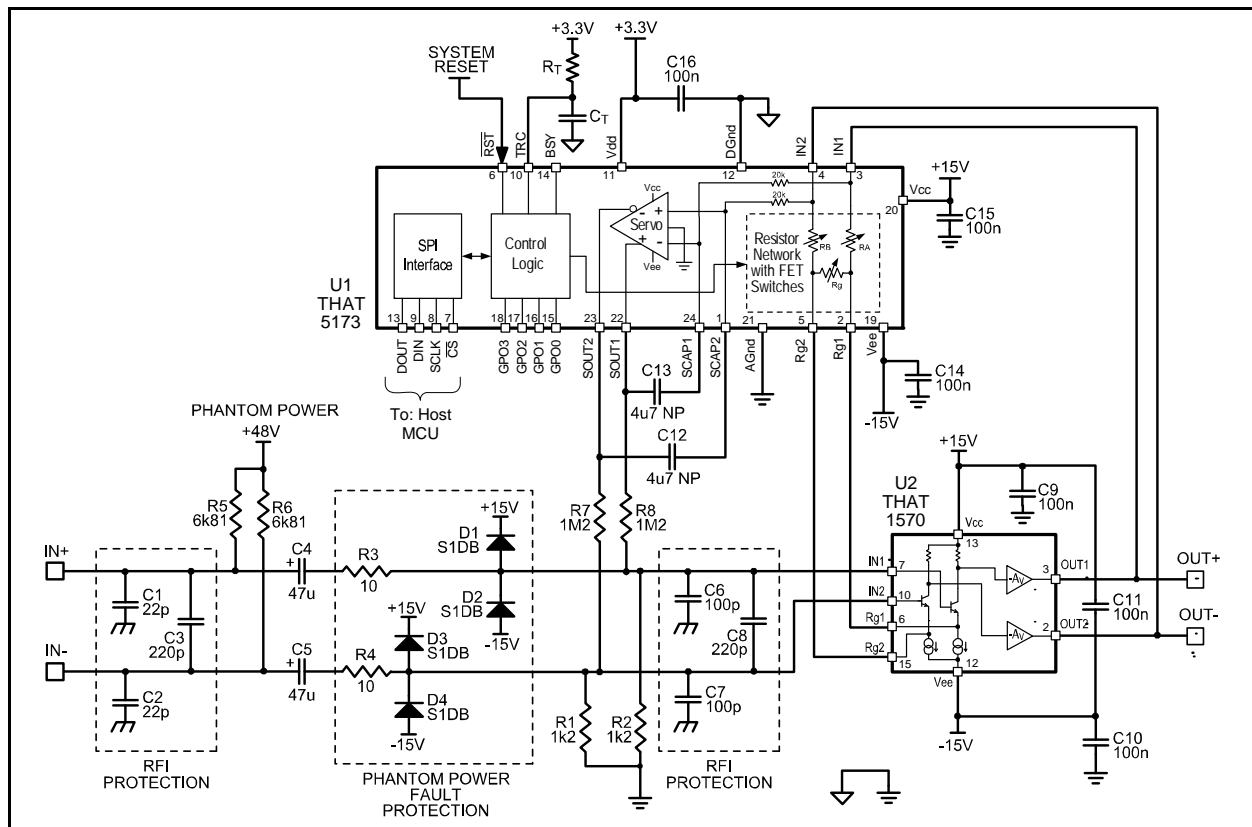 +3.3V
+3.3V
SYSTEM
RESET
RT
CT
C16
100n
RST
TRC
BSY
Vdd
DGnd
IN2
IN1
6
10
14
11
12
4
3
+15V
Vcc
20
C15
100n
20k
20k
Vcc
Servo
Vee
- +
+ -
SPI
Interface
Control
Logic
Resistor
Network
with FET
Switches
RB
RA
Rg
U1
THAT
5173
13
9
8
7
18
17
16
15
23
22
24
1
21
5
2
19
DOUT
DIN
SCLK
CS
GPO3
GPO2
GPO1
GPO0
SOUT2
SOUT1
SCAP1
SCAP2
AGnd
Rg2
Rg1
Vee
To: Host
MCU
C13
4u7 NP
C12
4u7 NP
C14
100n
-15V
PHANTOM POWER
+48V
R5
6k81
R6
6k81
R7
1M2
R8
1M2
+15V
C9
100n
U2
THAT
1570
Vcc
13
IN1
7
IN2
10
Rg1
6
Rg2
15
-AV
-AV
3
OUT1
2
OUT2
12
Vee
OUT+
-
OUT-
-
C11
100n
C10
100n
-15V
IN+
IN-
C1
22p
C2
22p
C3
220p
C4
+
47u
C5
+
47u
R3
10
R4
10
+15V
D1
S1DB
D2
S1DB
-15V
+15V
D3
S1DB
D4
S1DB
-15V
R1
1k2
R2
1k2
C6
100p
C7
100p
C8
220p
RFI
PROTECTION
PHANTOM POWER
FAULT
PROTECTION
RFI
PROTECTION